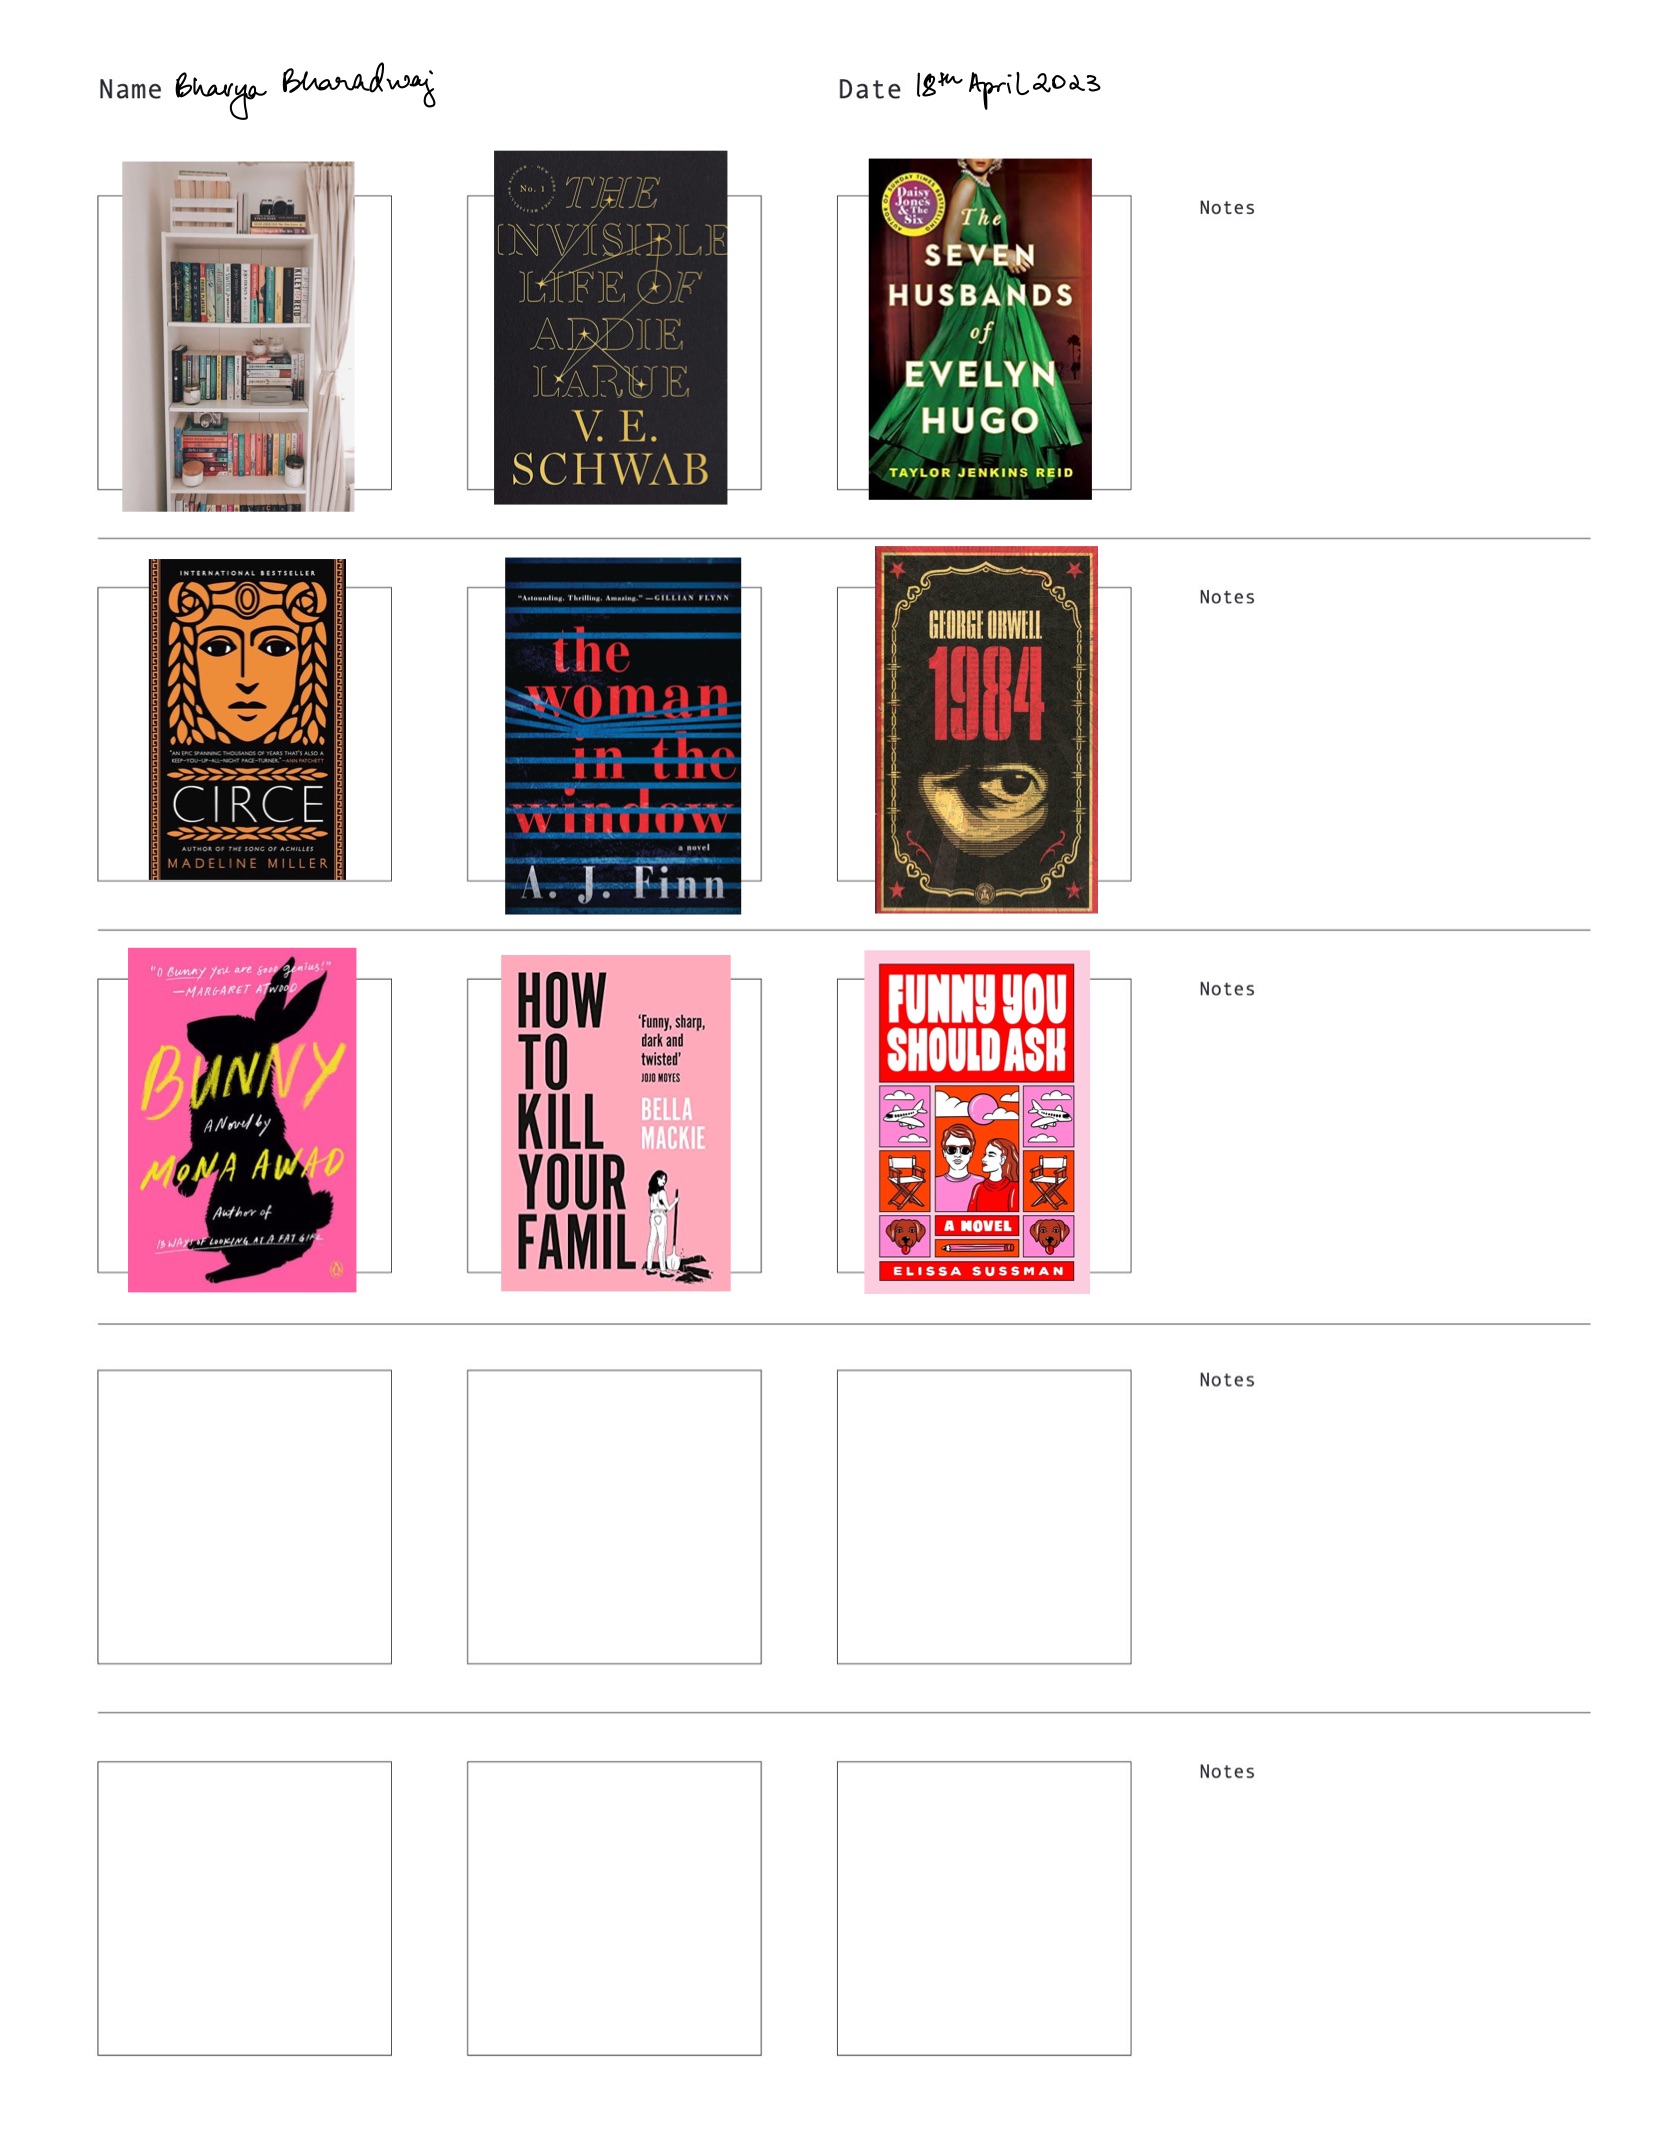 Name Bhavya Bharadwaj
Date 18th April 2023
No. 1
THE
INVISIBLE
LIFE OF
ADDIE
LARUE
V. E.
SCHWAB
AUTHOR OF SUNDAY TIMES BESTSELLING
Daisy
Jones
& The
Six
The
SEVEN
HUSBANDS
of
EVELYN
HUGO
TAYLOR JENKINS REID
Notes
INTERNATIONAL BESTSELLER
"AN EPIC SPANNING THOUSANDS OF YEARS THAT'S ALSO A
KEEP-YOU-UP-ALL-NIGHT PAGE-TURNER." —ANN PATCHETT
CIRCE
AUTHOR OF THE SONG OF ACHILLES
MADELINE MILLER
"Astounding. Thrilling. Amazing." —GILLIAN FLYNN
the
woman
in the
window
a novel
A. J. Finn
GEORGE ORWELL
1984
Notes
"O Bunny you are sooo genius!"
—MARGARET ATWOOD
BUNNY
A Novel by
MONA AWAD
Author of
13 WAYS OF LOOKING AT A FAT GIRL
HOW
TO
KILL
YOUR
FAMIL
'Funny, sharp,
dark and
twisted'
JOJO MOYES
BELLA
MACKIE
FUNNY YOU
SHOULD ASK
A NOVEL
ELISSA SUSSMAN
Notes
Notes
Notes